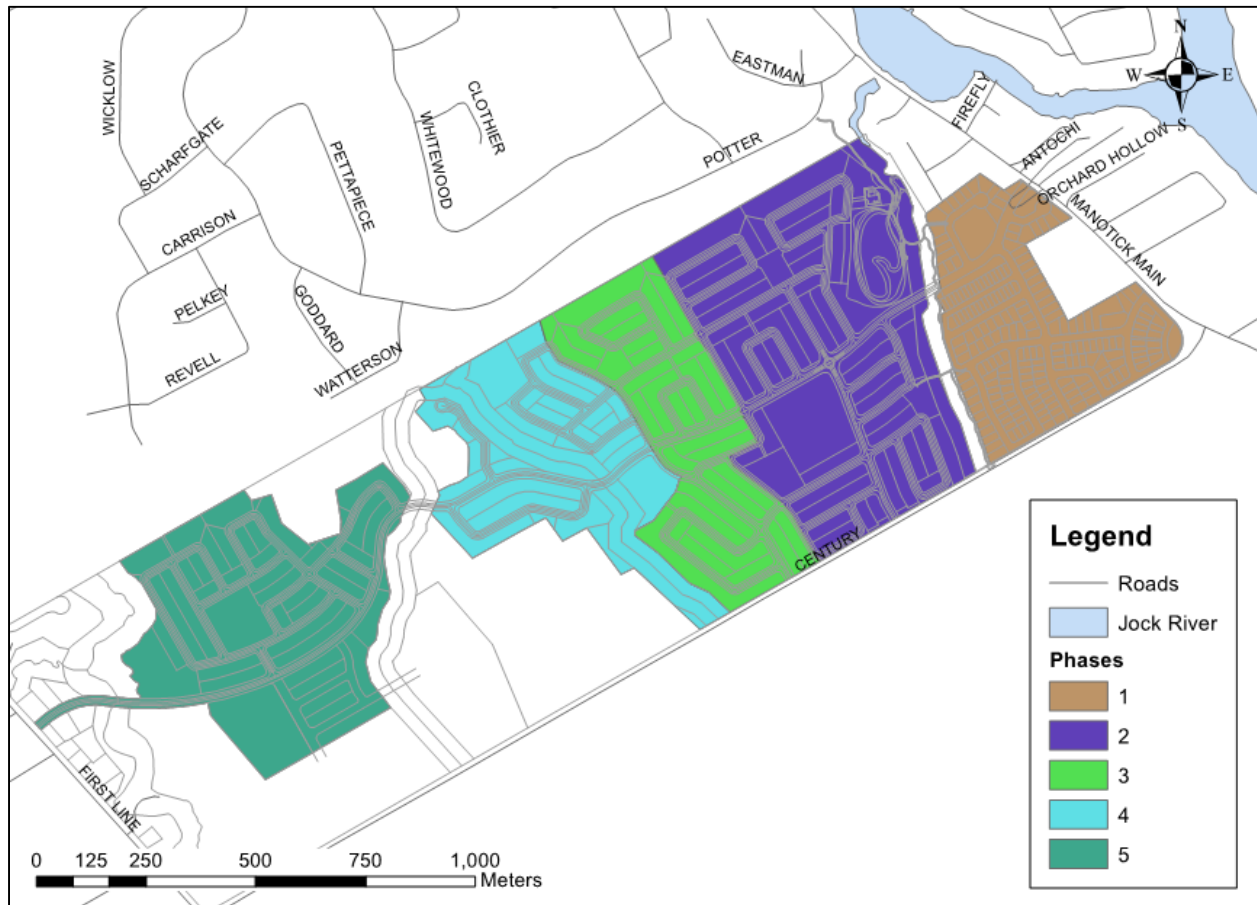 N
W E
S
WICKLOW
SCHARFGATE
CARRISON
PELKEY
REVELL
GODDARD
WATTERSON
PETTAPIECE
WHITEWOOD
CLOTHIER
POTTER
EASTMAN
FIREFLY
ANTOCHI
ORCHARD HOLLOW
MANOTICK MAIN
CENTURY
FIRST LINE
Legend
Roads
Jock River
Phases
1
2
3
4
5
0 125 250 500 750 1,000
Meters